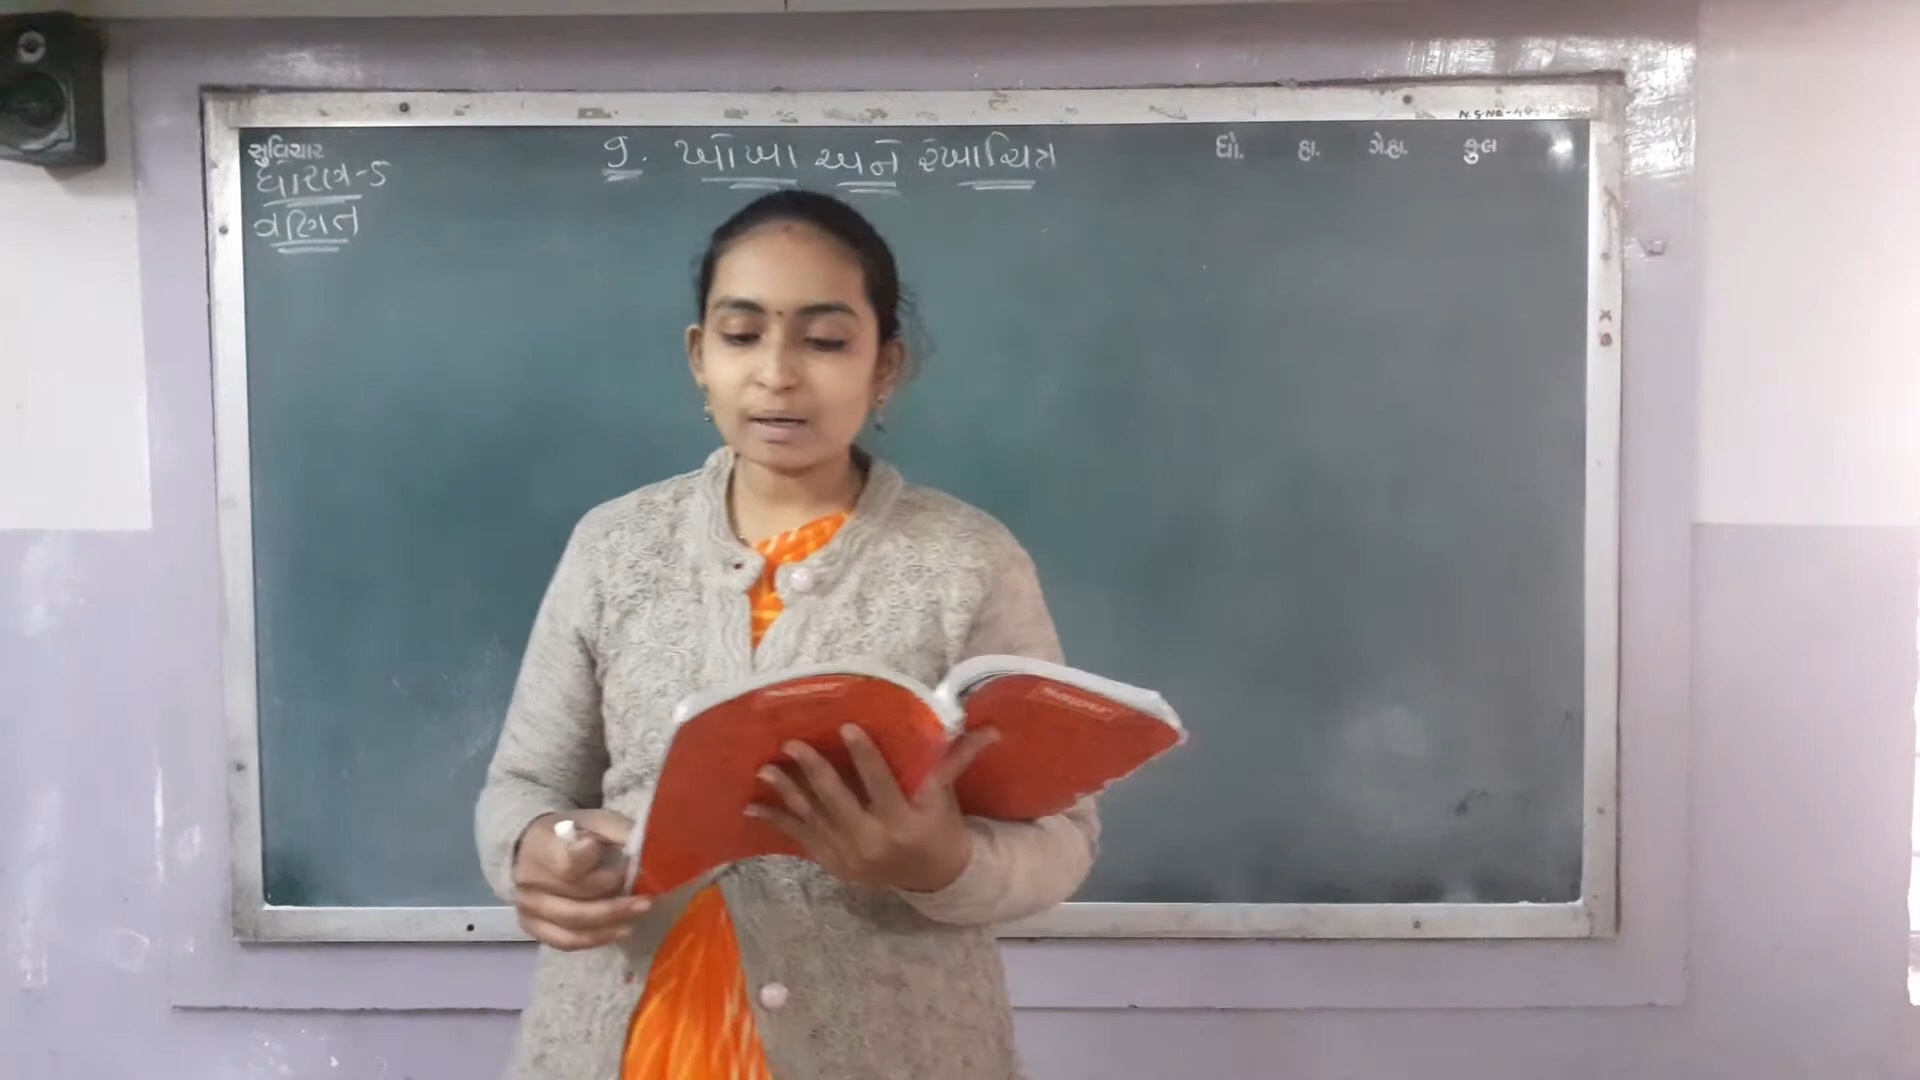 સુવિચાર
ધોરણ-5
ગણિત
9. ખોખાં અને રેખાચિત્ર
ધો. હા. ગે.હા. કુલ